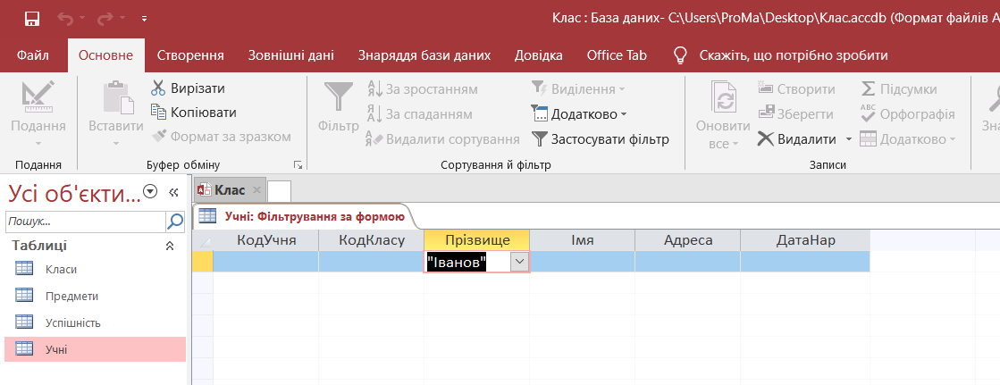 Клас : База даних- C:\Users\ProMa\Desktop\Клас.accdb (Формат файлів A
Файл Основне Створення Зовнішні дані Знаряддя бази даних Довідка Office Tab Скажіть, що потрібно зробити
Подання
Подання
Вставити
Вирізати
Копіювати
Формат за зразком
Буфер обміну
Фільтр
За зростанням
За спаданням
Видалити сортування
Виділення
Додатково
Застосувати фільтр
Сортування й фільтр
Оновити
все
Створити
Зберегти
Видалити
Підсумки
Орфографія
Додатково
Записи
Усі об'єкти...
Пошук...
Таблиці
Класи
Предмети
Успішність
Учні
Клас
Учні: Фільтрування за формою
КодУчня КодКласу Прізвище Імя Адреса ДатаНар
"Іванов"